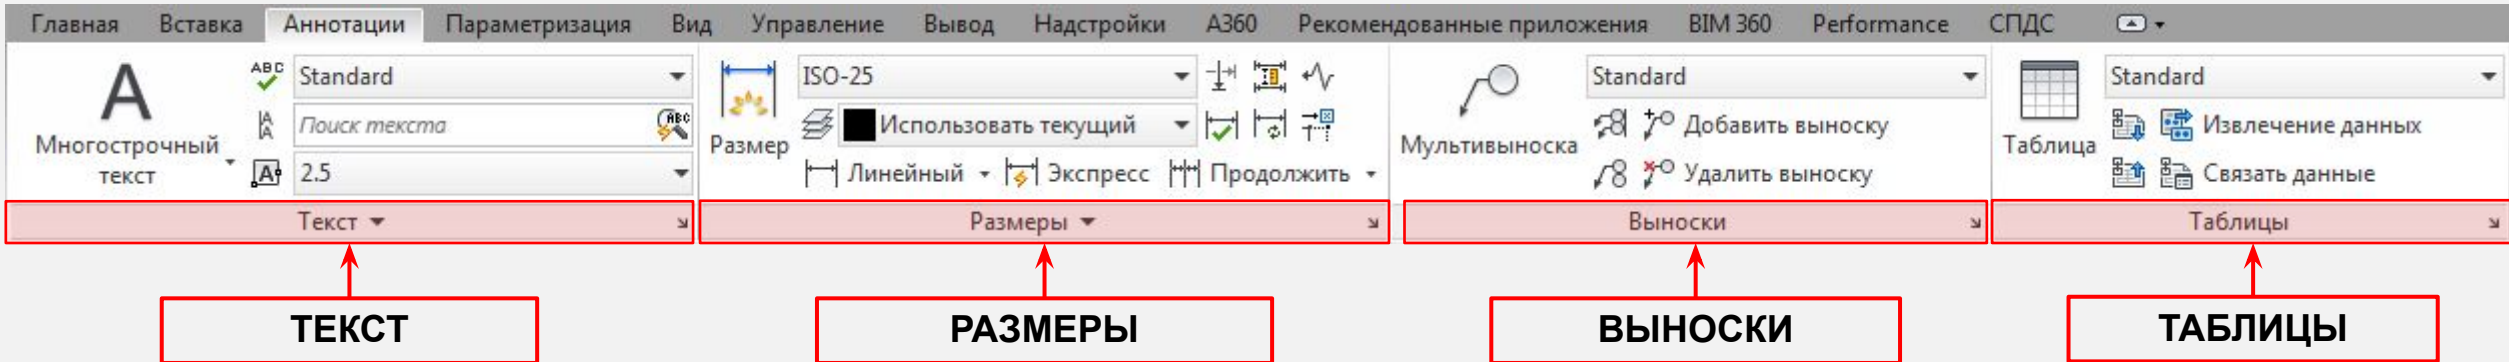 Главная Вставка Аннотации Параметризация Вид Управление Вывод Надстройки A360 Рекомендованные приложения BIM 360 Performance СПДС
A
Многострочный
текст
ABC Standard
A
A Поиск текста ABC
A 2.5
Текст
Размер
ISO-25
Использовать текущий
Линейный Экспресс Продолжить
Размеры
Мультивыноска
Standard
Добавить выноску
Удалить выноску
Выноски
Таблица
Standard
Извлечение данных
Связать данные
Таблицы
ТЕКСТ РАЗМЕРЫ ВЫНОСКИ ТАБЛИЦЫ